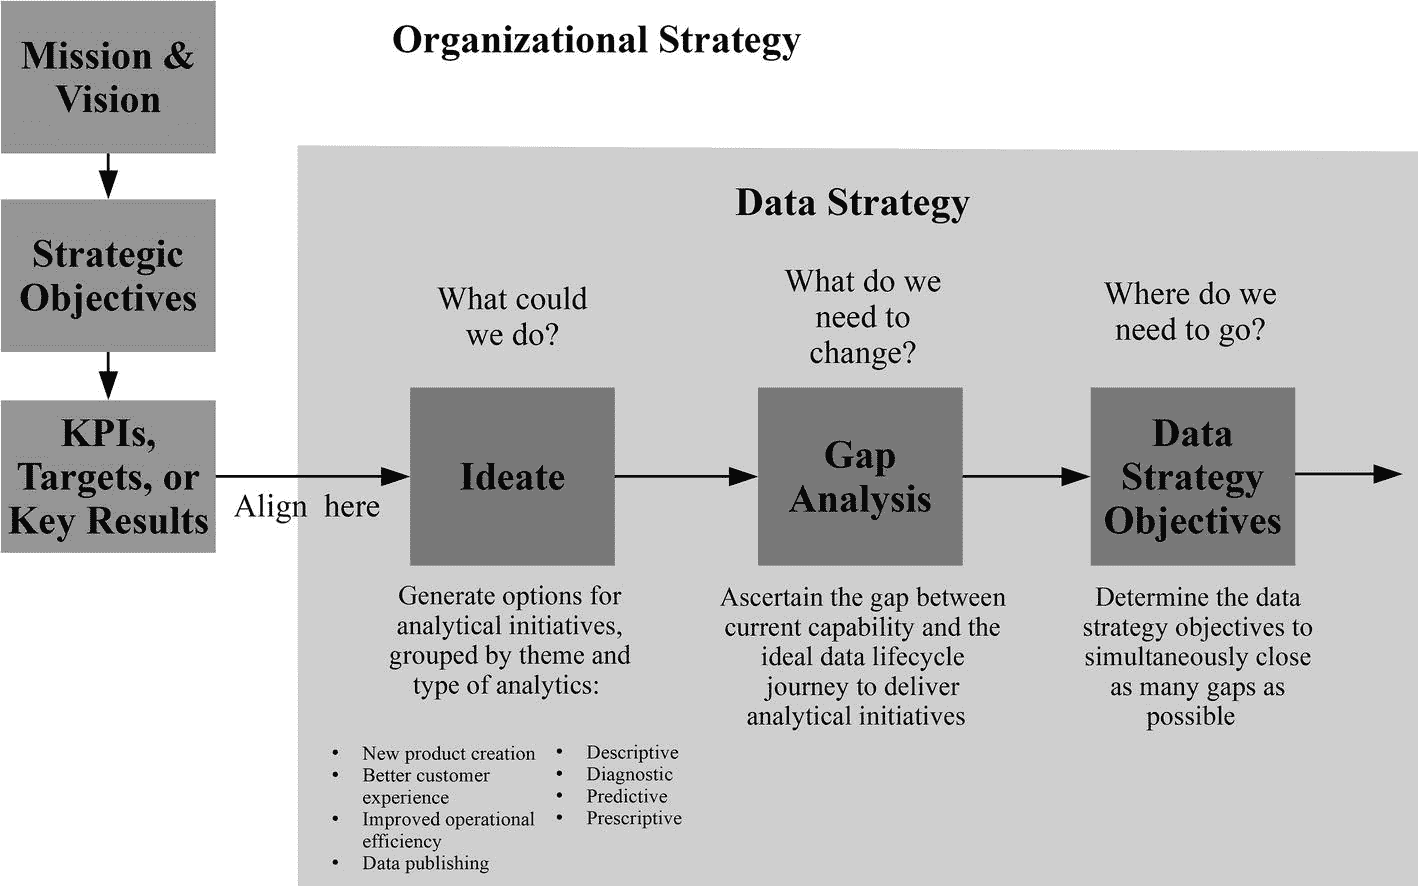 Organizational Strategy
Mission &
Vision
Strategic
Objectives
KPIs,
Targets, or
Key Results
Align here
Data Strategy
What could
we do?
Ideate
Generate options for
analytical initiatives,
grouped by theme and
type of analytics:
• New product creation
• Better customer
experience
• Improved operational
efficiency
• Data publishing
• Descriptive
• Diagnostic
• Predictive
• Prescriptive
What do we
need to
change?
Gap
Analysis
Ascertain the gap between
current capability and the
ideal data lifecycle
journey to deliver
analytical initiatives
Where do we
need to go?
Data
Strategy
Objectives
Determine the data
strategy objectives to
simultaneously close
as many gaps as
possible